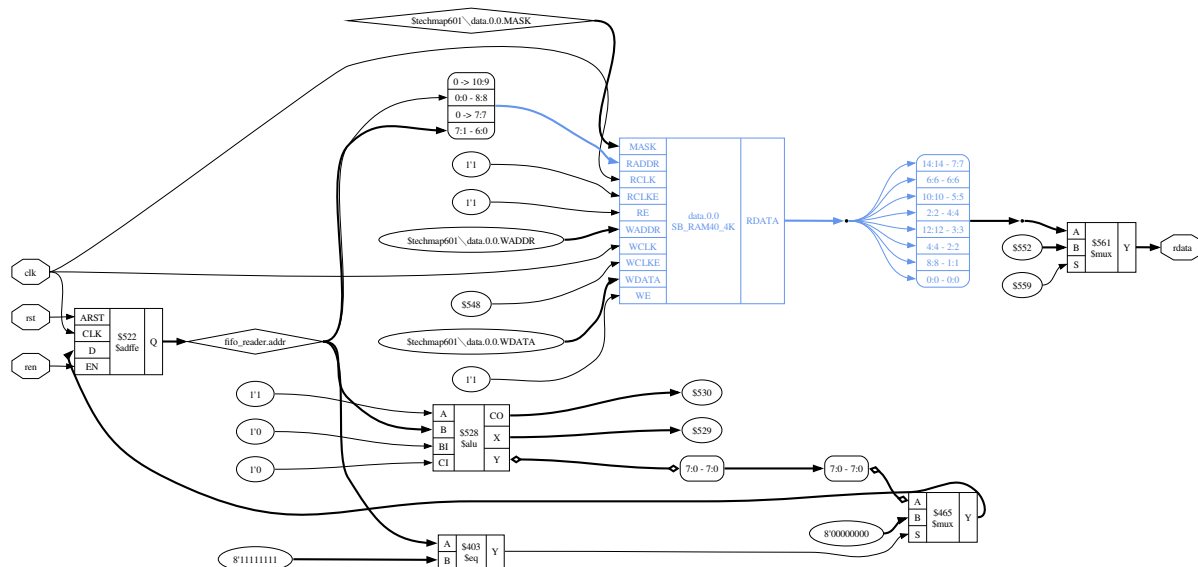 $techmap601\data.0.0.MASK
0 -> 10:9
0:0 - 8:8
0 -> 7:7
7:1 - 6:0
1'1
1'1
$techmap601\data.0.0.WADDR
$548
$techmap601\data.0.0.WDATA
1'1
MASK
RADDR
RCLK
RCLKE
RE
WADDR
WCLK
WCLKE
WDATA
WE
data.0.0
SB_RAM40_4K
RDATA
14:14 - 7:7
6:6 - 6:6
10:10 - 5:5
2:2 - 4:4
12:12 - 3:3
4:4 - 2:2
8:8 - 1:1
0:0 - 0:0
$552
$559
A
B
S
$561
$mux
Y
rdata
clk
rst
ren
ARST
CLK
D
EN
$522
$adffe
Q
fifo_reader.addr
1'1
1'0
1'0
A
B
BI
CI
$528
$alu
CO
X
Y
$530
$529
7:0 - 7:0
7:0 - 7:0
8'00000000
A
B
S
$465
$mux
Y
8'11111111
A
B
$403
$eq
Y